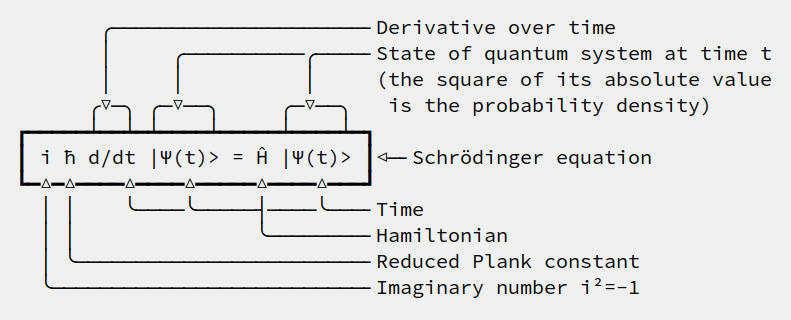 Derivative over time
State of quantum system at time t
(the square of its absolute value
is the probability density)
i ħ d/dt |Ψ(t)> = Ĥ |Ψ(t)>
Schrödinger equation
Time
Hamiltonian
Reduced Plank constant
Imaginary number i²=-1